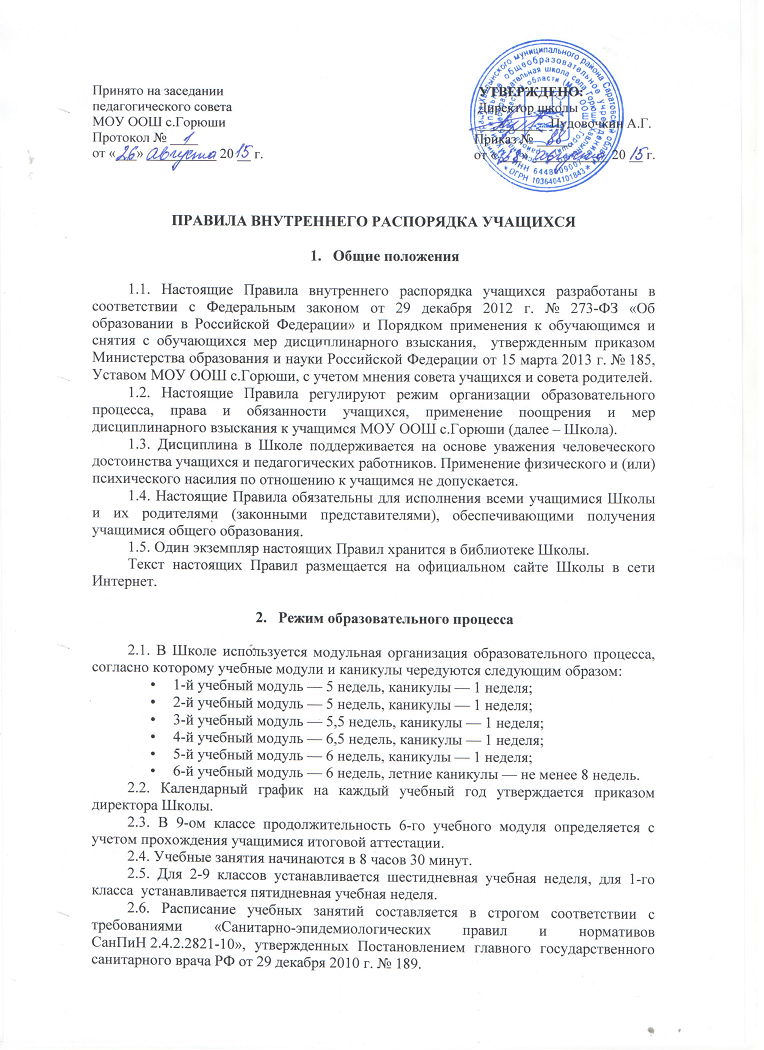 Принято на заседании
педагогического совета
МОУ ООШ с.Горюши
Протокол № 1
от «26» Августа 2015 г.
УТВЕРЖДЕНО:
Директор школы
Пудовочкин А.Г.
Приказ № 88
от «28» Августа 2015 г.
ОГРН 1036404101843
ПРАВИЛА ВНУТРЕННЕГО РАСПОРЯДКА УЧАЩИХСЯ
1. Общие положения
1.1. Настоящие Правила внутреннего распорядка учащихся разработаны в
соответствии с Федеральным законом от 29 декабря 2012 г. № 273-ФЗ «Об
образовании в Российской Федерации» и Порядком применения к обучающимся и
снятия с обучающихся мер дисциплинарного взыскания, утвержденным приказом
Министерства образования и науки Российской Федерации от 15 марта 2013 г. № 185,
Уставом МОУ ООШ с.Горюши, с учетом мнения совета учащихся и совета родителей.
1.2. Настоящие Правила регулируют режим организации образовательного
процесса, права и обязанности учащихся, применение поощрения и мер
дисциплинарного взыскания к учащимся МОУ ООШ с.Горюши (далее – Школа).
1.3. Дисциплина в Школе поддерживается на основе уважения человеческого
достоинства учащихся и педагогических работников. Применение физического и (или)
психического насилия по отношению к учащимся не допускается.
1.4. Настоящие Правила обязательны для исполнения всеми учащимися Школы
и их родителями (законными представителями), обеспечивающими получения
учащимися общего образования.
1.5. Один экземпляр настоящих Правил хранится в библиотеке Школы.
Текст настоящих Правил размещается на официальном сайте Школы в сети
Интернет.
2. Режим образовательного процесса
2.1. В Школе используется модульная организация образовательного процесса,
согласно которому учебные модули и каникулы чередуются следующим образом:
• 1-й учебный модуль — 5 недель, каникулы — 1 неделя;
• 2-й учебный модуль — 5 недель, каникулы — 1 неделя;
• 3-й учебный модуль — 5,5 недель, каникулы — 1 неделя;
• 4-й учебный модуль — 6,5 недель, каникулы — 1 неделя;
• 5-й учебный модуль — 6 недель, каникулы — 1 неделя;
• 6-й учебный модуль — 6 недель, летние каникулы — не менее 8 недель.
2.2. Календарный график на каждый учебный год утверждается приказом
директора Школы.
2.3. В 9-ом классе продолжительность 6-го учебного модуля определяется с
учетом прохождения учащимися итоговой аттестации.
2.4. Учебные занятия начинаются в 8 часов 30 минут.
2.5. Для 2-9 классов устанавливается шестидневная учебная неделя, для 1-го
класса устанавливается пятидневная учебная неделя.
2.6. Расписание учебных занятий составляется в строгом соответствии с
требованиями «Санитарно-эпидемиологических правил и нормативов
СанПиН 2.4.2.2821-10», утвержденных Постановлением главного государственного
санитарного врача РФ от 29 декабря 2010 г. № 189.